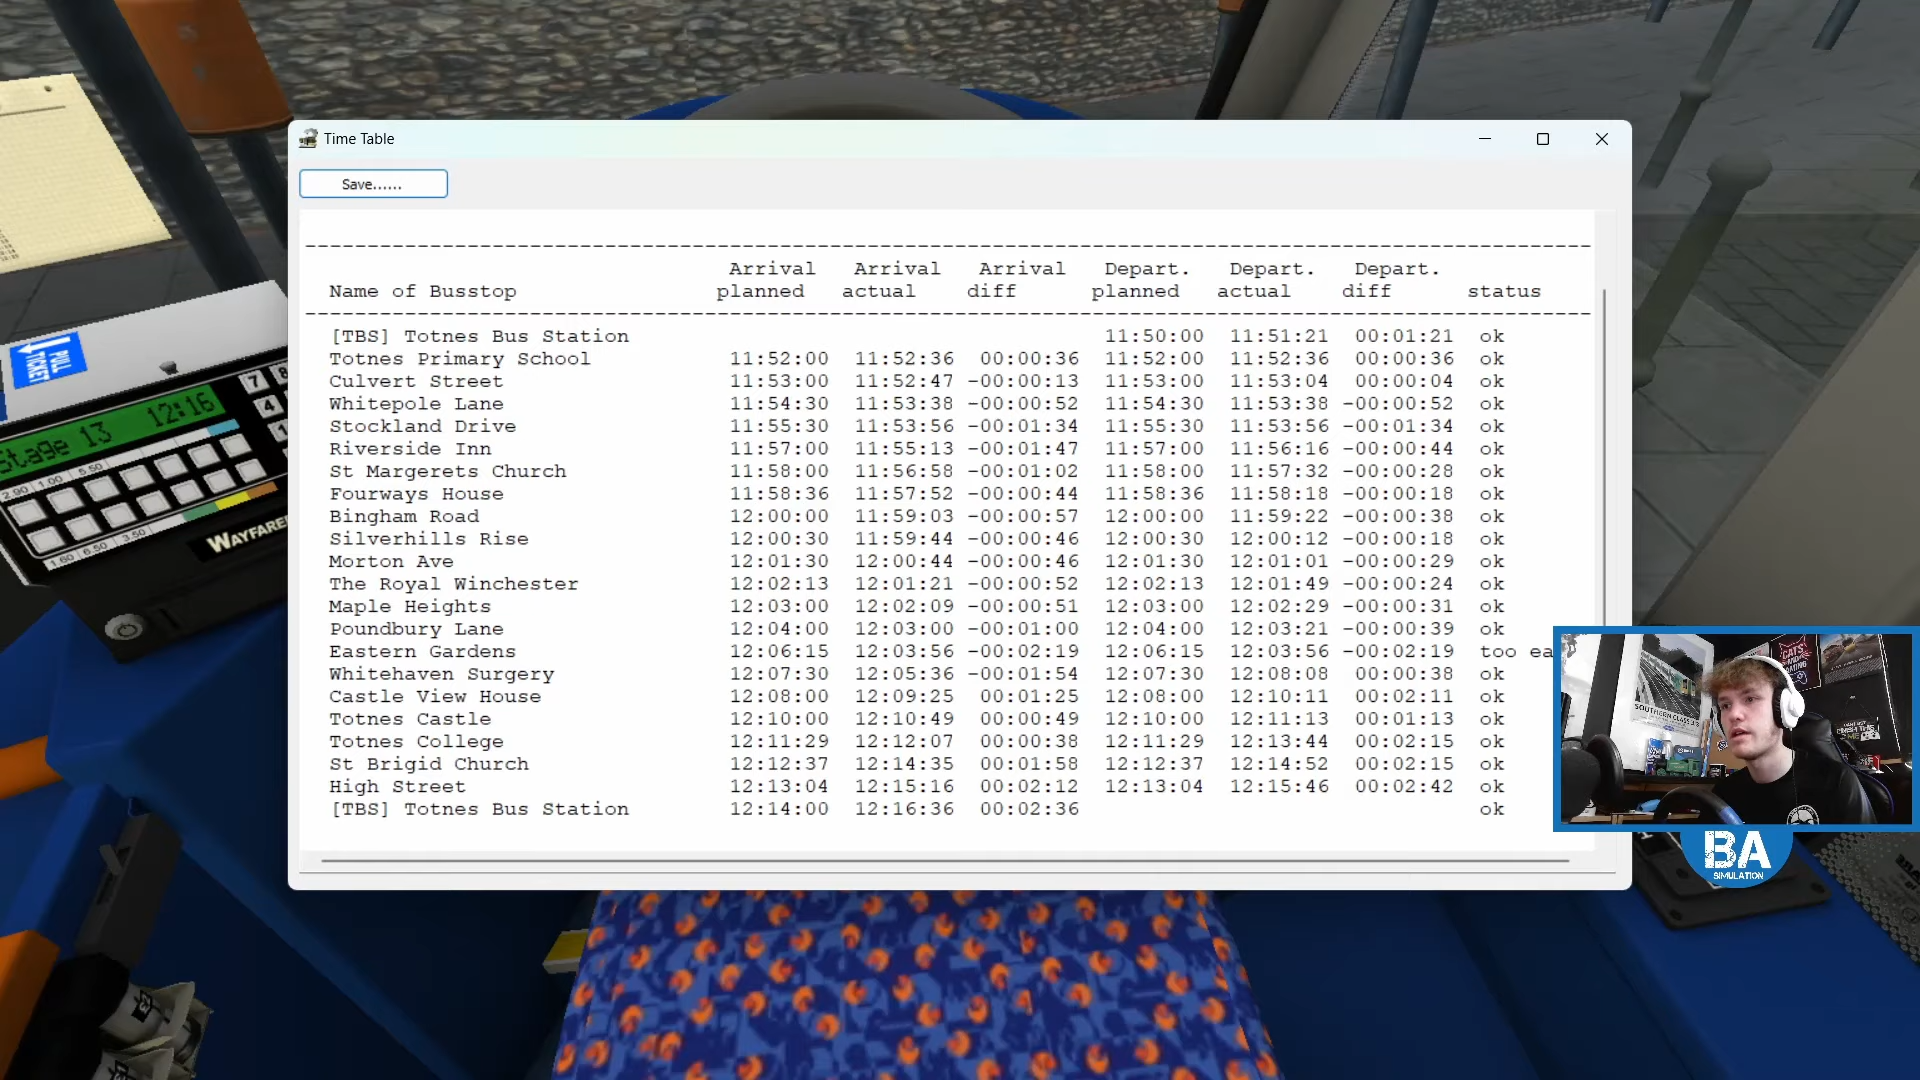 Time Table
Save......
Arrival Arrival Arrival Depart. Depart. Depart.
Name of Busstop planned actual diff planned actual diff status
[TBS] Totnes Bus Station 11:50:00 11:51:21 00:01:21 ok
Totnes Primary School 11:52:00 11:52:36 00:00:36 11:52:00 11:52:36 00:00:36 ok
Culvert Street 11:53:00 11:52:47 -00:00:13 11:53:00 11:53:04 00:00:04 ok
Whitepole Lane 11:54:30 11:53:38 -00:00:52 11:54:30 11:53:38 -00:00:52 ok
Stockland Drive 11:55:30 11:53:56 -00:01:34 11:55:30 11:53:56 -00:01:34 ok
Riverside Inn 11:57:00 11:55:13 -00:01:47 11:57:00 11:56:16 -00:00:44 ok
St Margerets Church 11:58:00 11:56:58 -00:01:02 11:58:00 11:57:32 -00:00:28 ok
Fourways House 11:58:36 11:57:52 -00:00:44 11:58:36 11:58:18 -00:00:18 ok
Bingham Road 12:00:00 11:59:03 -00:00:57 12:00:00 11:59:22 -00:00:38 ok
Silverhills Rise 12:00:30 11:59:44 -00:00:46 12:00:30 12:00:12 -00:00:18 ok
Morton Ave 12:01:30 12:00:44 -00:00:46 12:01:30 12:01:01 -00:00:29 ok
The Royal Winchester 12:02:13 12:01:21 -00:00:52 12:02:13 12:01:49 -00:00:24 ok
Maple Heights 12:03:00 12:02:09 -00:00:51 12:03:00 12:02:29 -00:00:31 ok
Poundbury Lane 12:04:00 12:03:00 -00:01:00 12:04:00 12:03:21 -00:00:39 ok
Eastern Gardens 12:06:15 12:03:56 -00:02:19 12:06:15 12:03:56 -00:02:19 too ea
Whitehaven Surgery 12:07:30 12:05:36 -00:01:54 12:07:30 12:08:08 00:00:38 ok
Castle View House 12:08:00 12:09:25 00:01:25 12:08:00 12:10:11 00:02:11 ok
Totnes Castle 12:10:00 12:10:49 00:00:49 12:10:00 12:11:13 00:01:13 ok
Totnes College 12:11:29 12:12:07 00:00:38 12:11:29 12:13:44 00:02:15 ok
St Brigid Church 12:12:37 12:14:35 00:01:58 12:12:37 12:14:52 00:02:15 ok
High Street 12:13:04 12:15:16 00:02:12 12:13:04 12:15:46 00:02:42 ok
[TBS] Totnes Bus Station 12:14:00 12:16:36 00:02:36 ok
PULL
TICKET
Stage 13 12:16
7 8
4
1
2.90 1.00 5.50
1.60 6.50 3.50
WAYFARE
CATS
GAMING
SOUTHERN CLASS 313
BA
SIMULATION